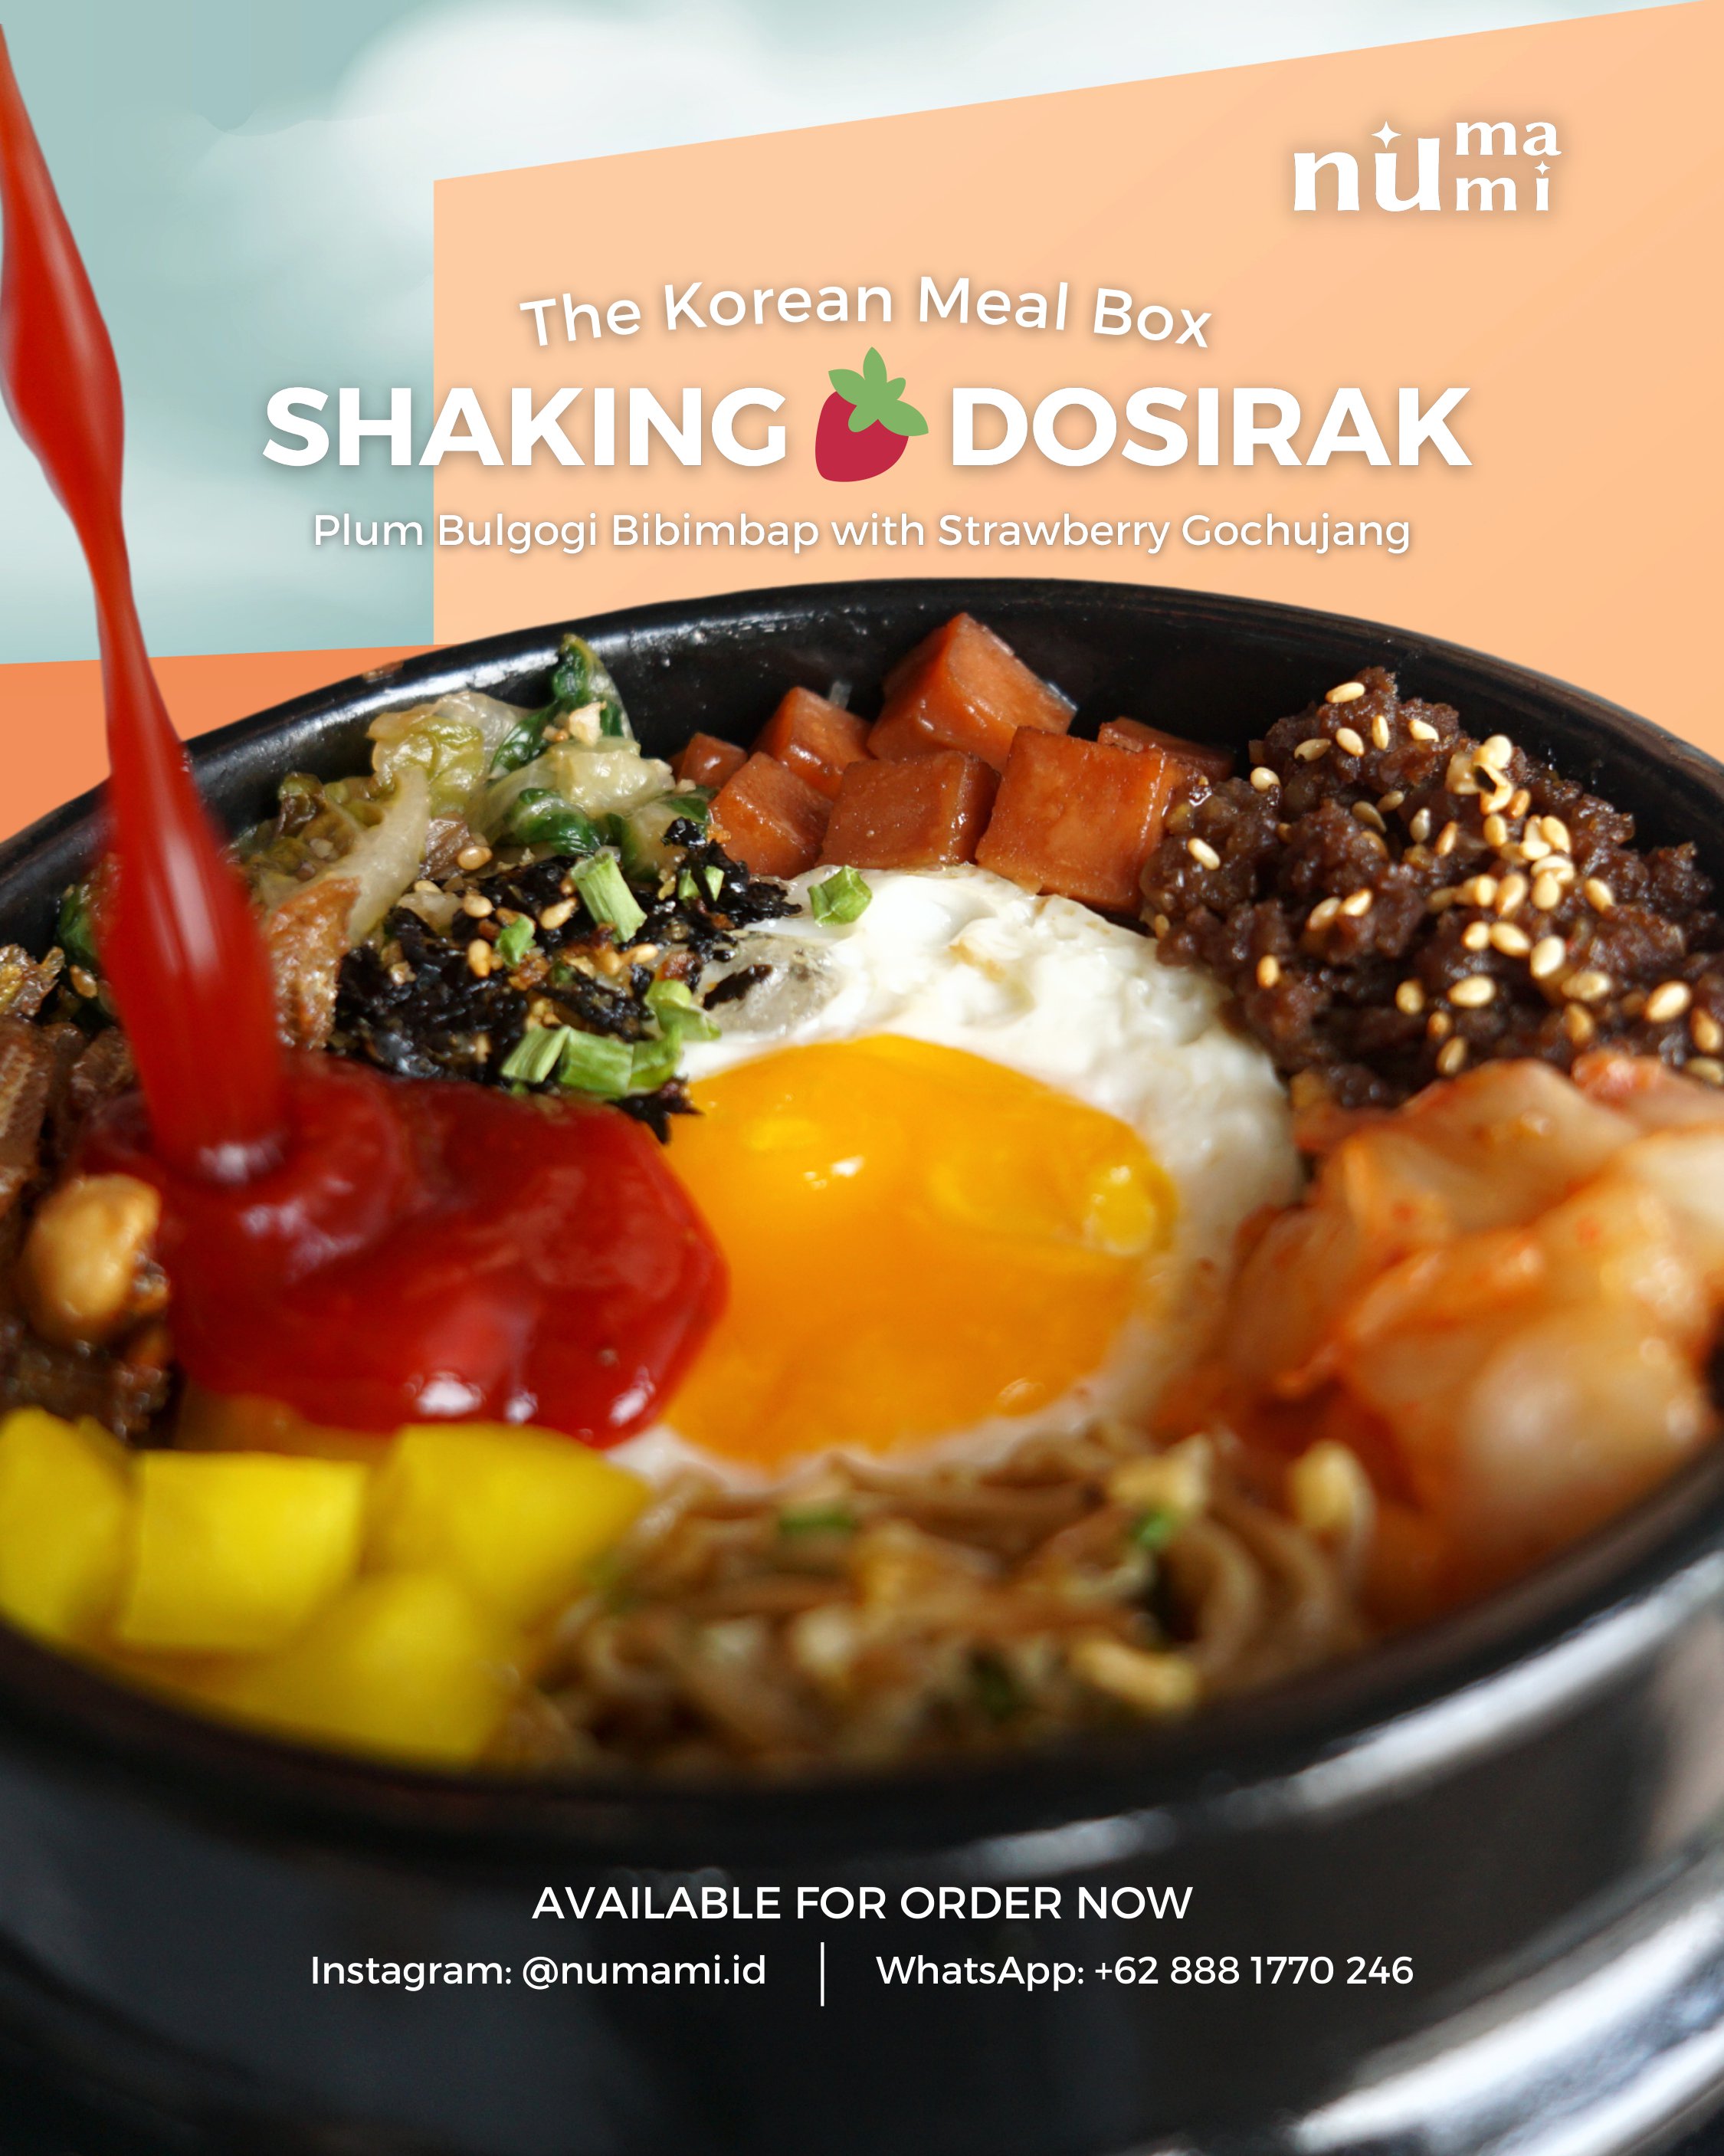 numami
The Korean Meal Box
SHAKING DOSIRAK
Plum Bulgogi Bibimbap with Strawberry Gochujang
AVAILABLE FOR ORDER NOW
Instagram: @numami.id | WhatsApp: +62 888 1770 246